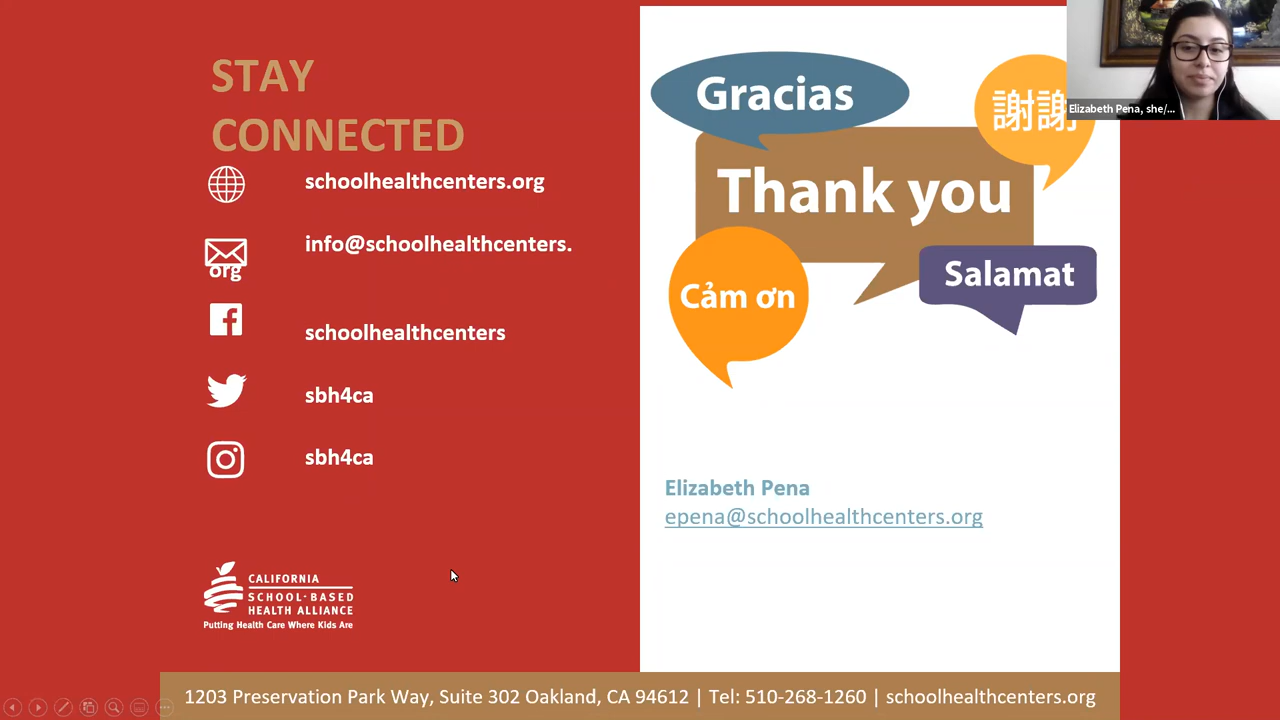 STAY
CONNECTED
schoolhealthcenters.org
info@schoolhealthcenters.
org
schoolhealthcenters
sbh4ca
sbh4ca
CALIFORNIA
SCHOOL-BASED
HEALTH ALLIANCE
Putting Health Care Where Kids Are
Gracias
謝謝
Thank you
Cảm ơn
Salamat
Elizabeth Pena
epena@schoolhealthcenters.org
Elizabeth Pena, she/...
1203 Preservation Park Way, Suite 302 Oakland, CA 94612 | Tel: 510-268-1260 | schoolhealthcenters.org